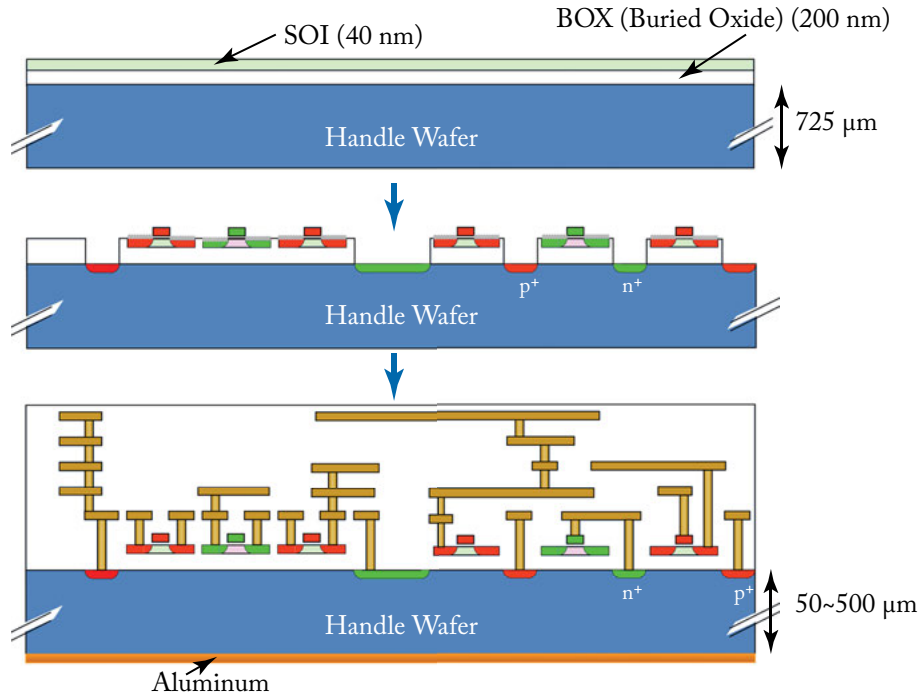 SOI (40 nm)
BOX (Buried Oxide) (200 nm)
Handle Wafer
725 µm
p+
n+
Handle Wafer
n+
p+
Handle Wafer
50~500 µm
Aluminum